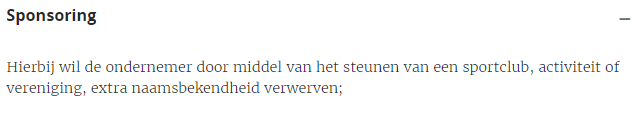 Sponsoring
Hierbij wil de ondernemer door middel van het steunen van een sportclub, activiteit of
vereniging, extra naamsbekendheid verwerven;